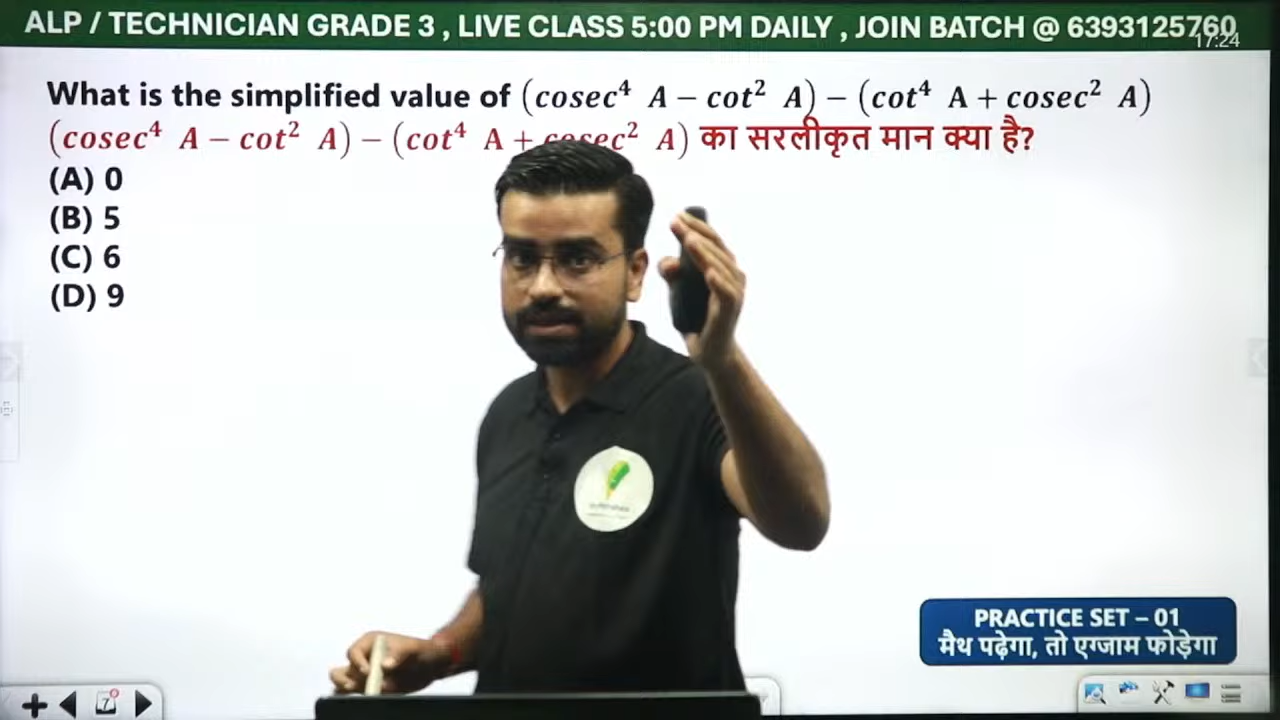 ALP / TECHNICIAN GRADE 3 , LIVE CLASS 5:00 PM DAILY , JOIN BATCH @ 6393125760
17:24
What is the simplified value of (cosec⁴ A − cot² A) − (cot⁴ A + cosec² A)
(cosec⁴ A − cot² A) − (cot⁴ A + cosec² A) का सरलीकृत मान क्या है?
(A) 0
(B) 5
(C) 6
(D) 9
PRACTICE SET – 01
मैथ पढ़ेगा, तो एग्जाम फोड़ेगा
7